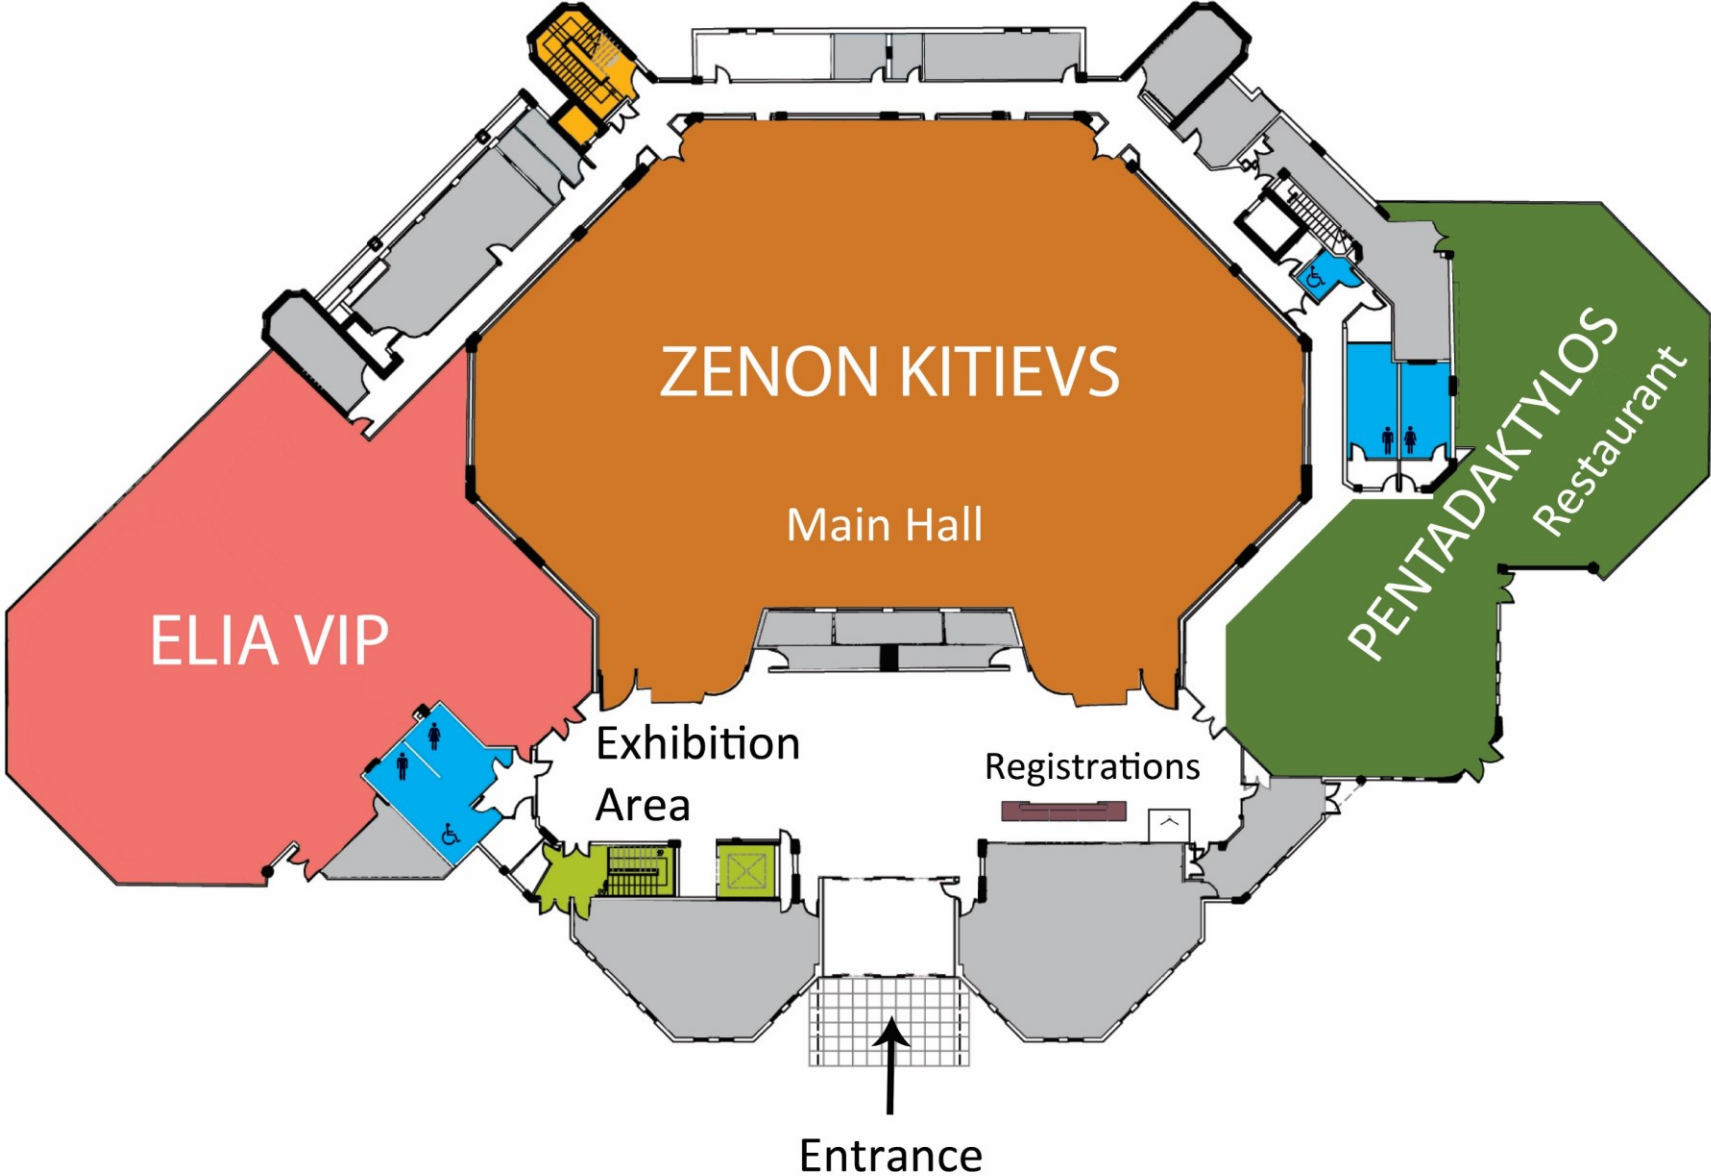 ZENON KITIEVS
Main Hall
ELIA VIP
PENTADAKTYLOS
Restaurant
Exhibition
Area
Registrations
Entrance